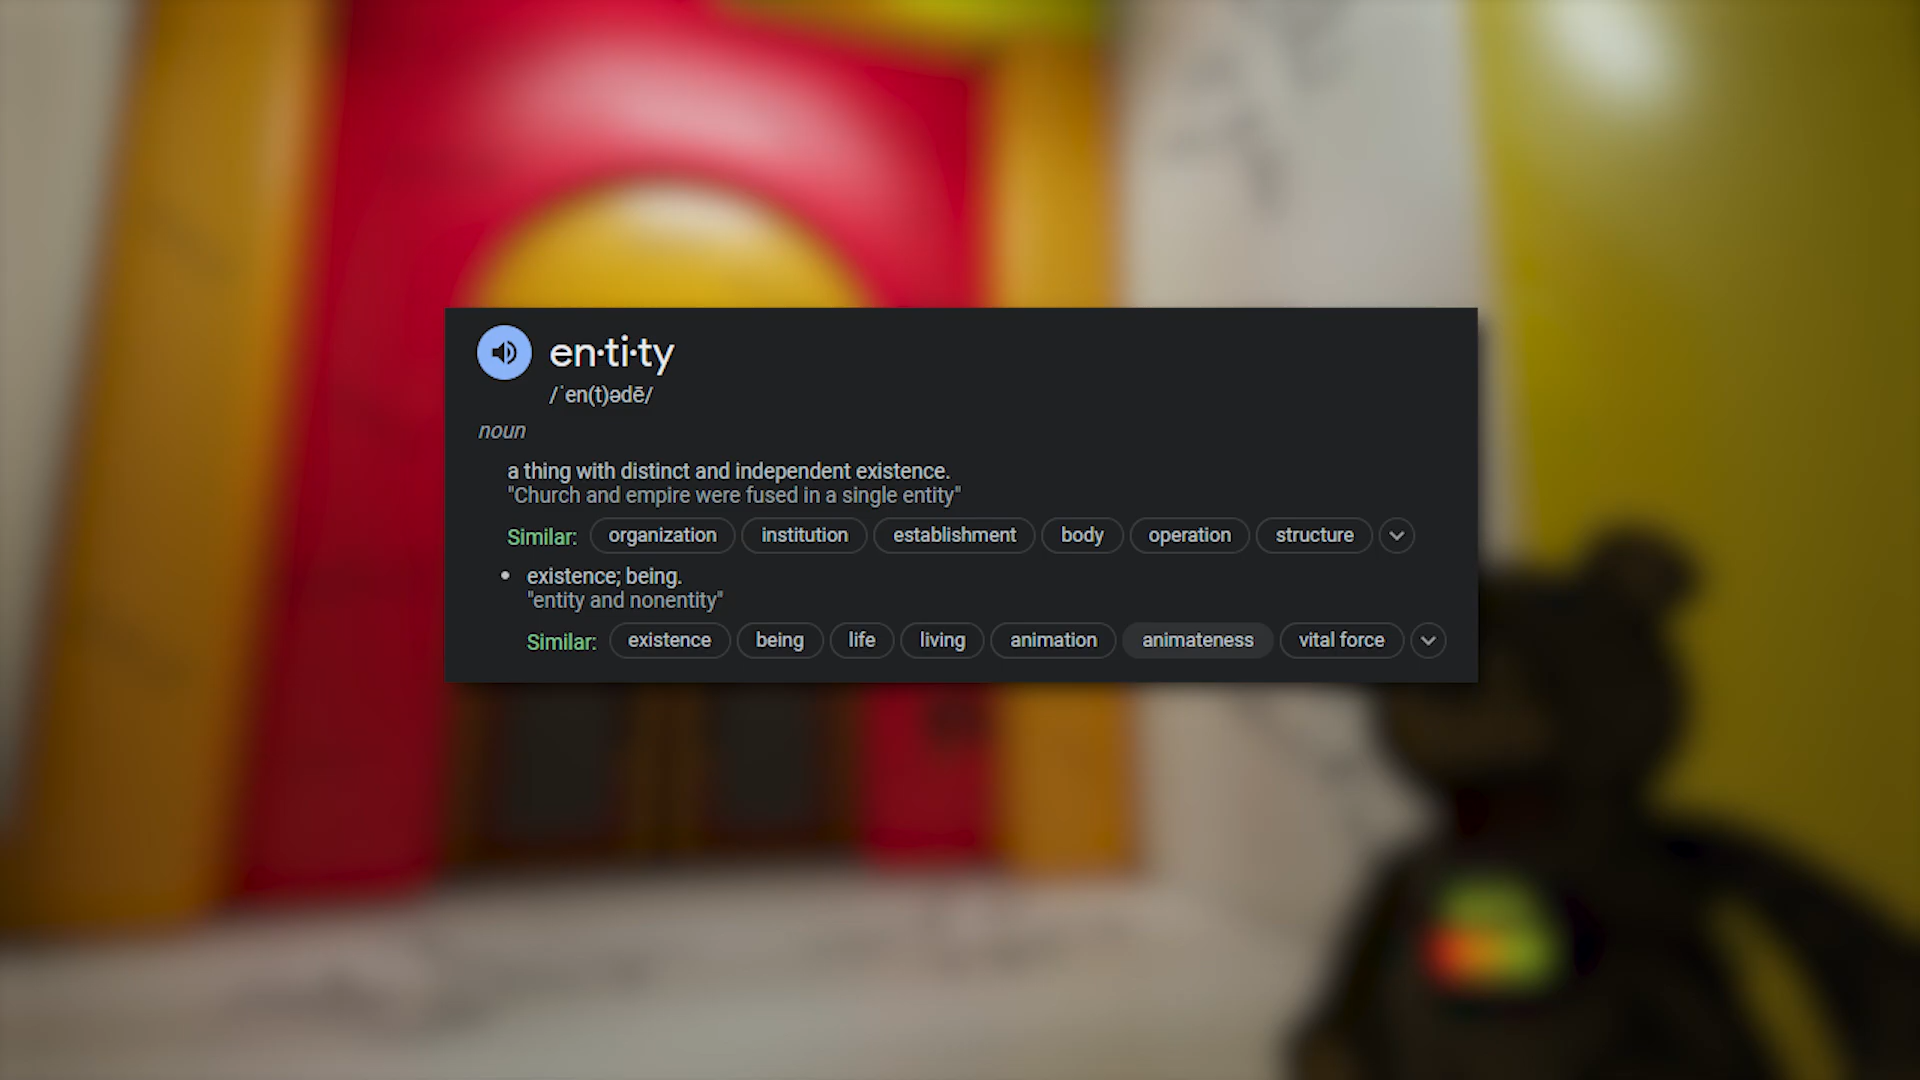 en·ti·ty
/ˈen(t)ədē/
noun
a thing with distinct and independent existence.
"Church and empire were fused in a single entity"
Similar: organization institution establishment body operation structure
existence; being.
"entity and nonentity"
Similar: existence being life living animation animateness vital force